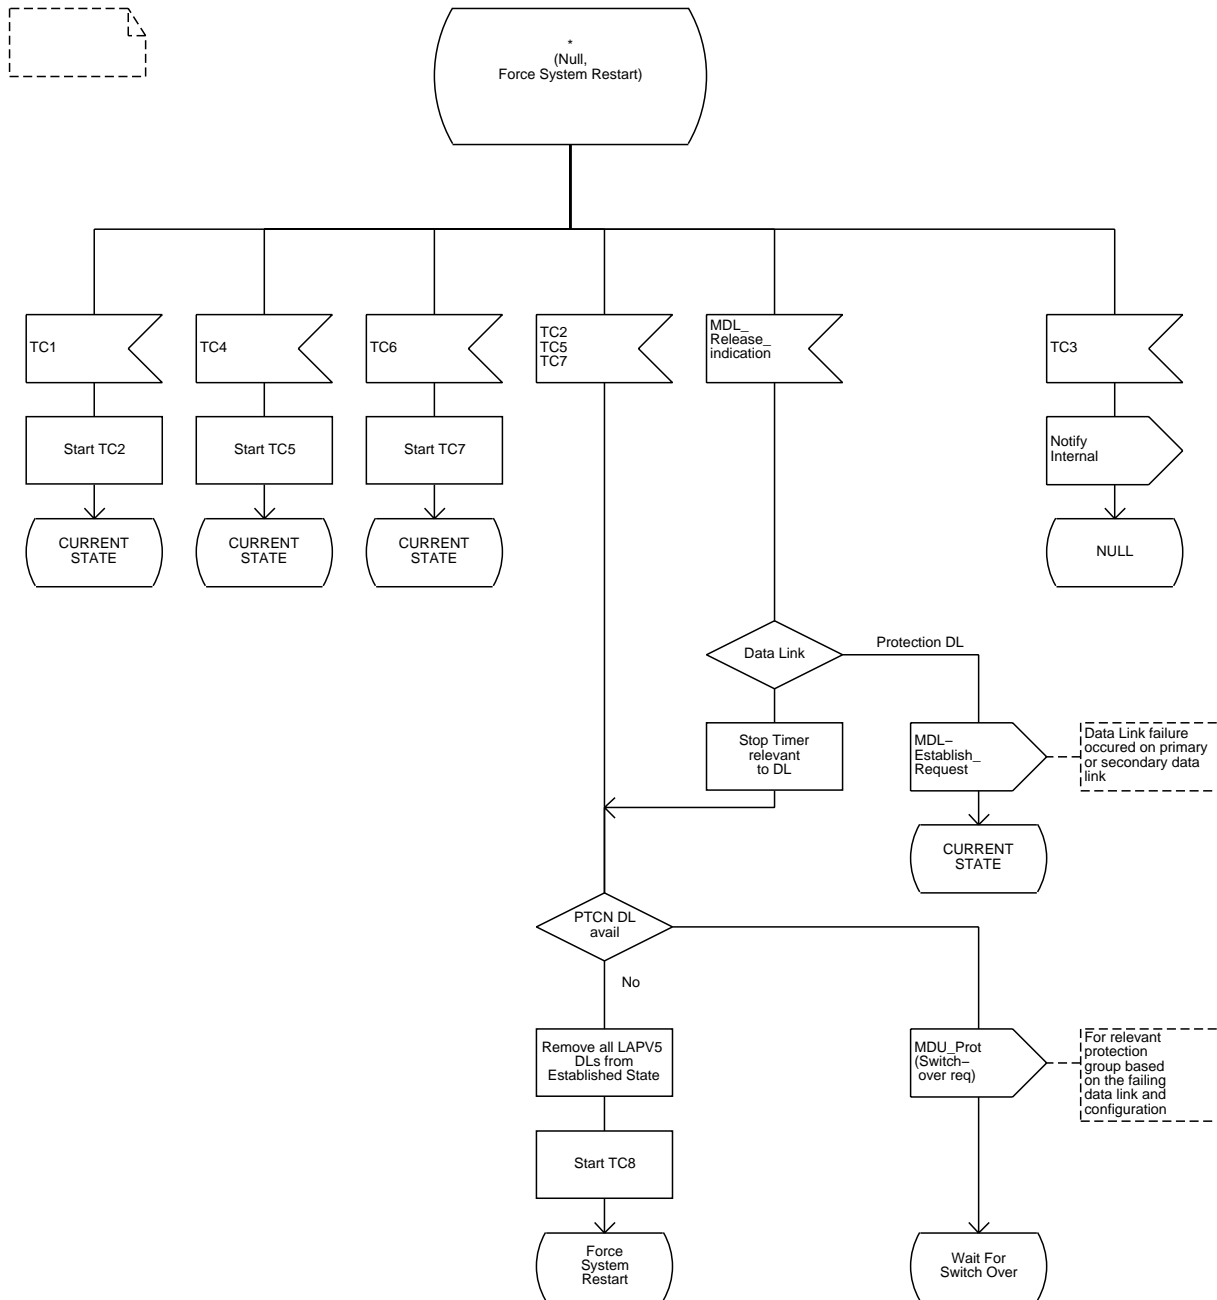 *
(Null,
Force System Restart)
TC1
TC4
TC6
TC2
TC5
TC7
MDL_
Release_
indication
TC3
Start TC2
Start TC5
Start TC7
Notify
Internal
CURRENT
STATE
CURRENT
STATE
CURRENT
STATE
NULL
Data Link
Protection DL
Stop Timer
relevant
to DL
MDL–
Establish_
Request
Data Link failure
occured on primary
or secondary data
link
CURRENT
STATE
PTCN DL
avail
No
Remove all LAPV5
DLs from
Established State
MDU_Prot
(Switch–
over req)
For relevant
protection
group based
on the failing
data link and
configuration
Start TC8
Force
System
Restart
Wait For
Switch Over